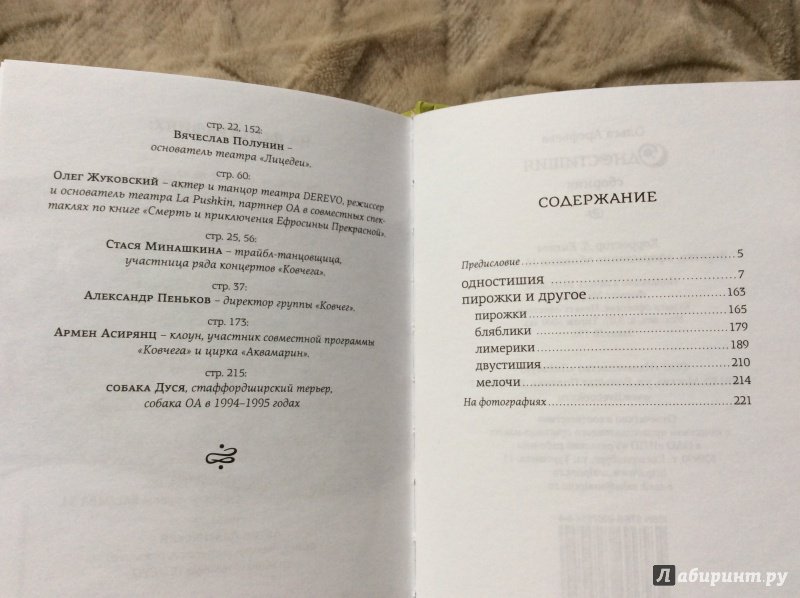 стр. 22, 152:
Вячеслав Полунин –
основатель театра «Лицедеи».
стр. 60:
Олег Жуковский – актер и танцор театра DEREVO, режиссер
и основатель театра La Pushkin, партнер ОА в совместных спек-
таклях по книге «Смерть и приключения Ефросиньи Прекрасной».
стр. 25, 56:
Стася Минашкина – трайбл-танцовщица,
участница ряда концертов «Ковчега».
стр. 37:
Александр Пеньков – директор группы «Ковчег».
стр. 173:
Армен Асирянц – клоун, участник совместной программы
«Ковчега» и цирка «Аквамарин».
стр. 215:
собака Дуся, стаффордширский терьер,
собака ОА в 1994–1995 годах
СОДЕРЖАНИЕ
Предисловие 5
одностишия 7
пирожки и другое 163
пирожки 165
бляблики 179
лимерики 189
двустишия 210
мелочи 214
На фотографиях 221
Лабиринт.ру